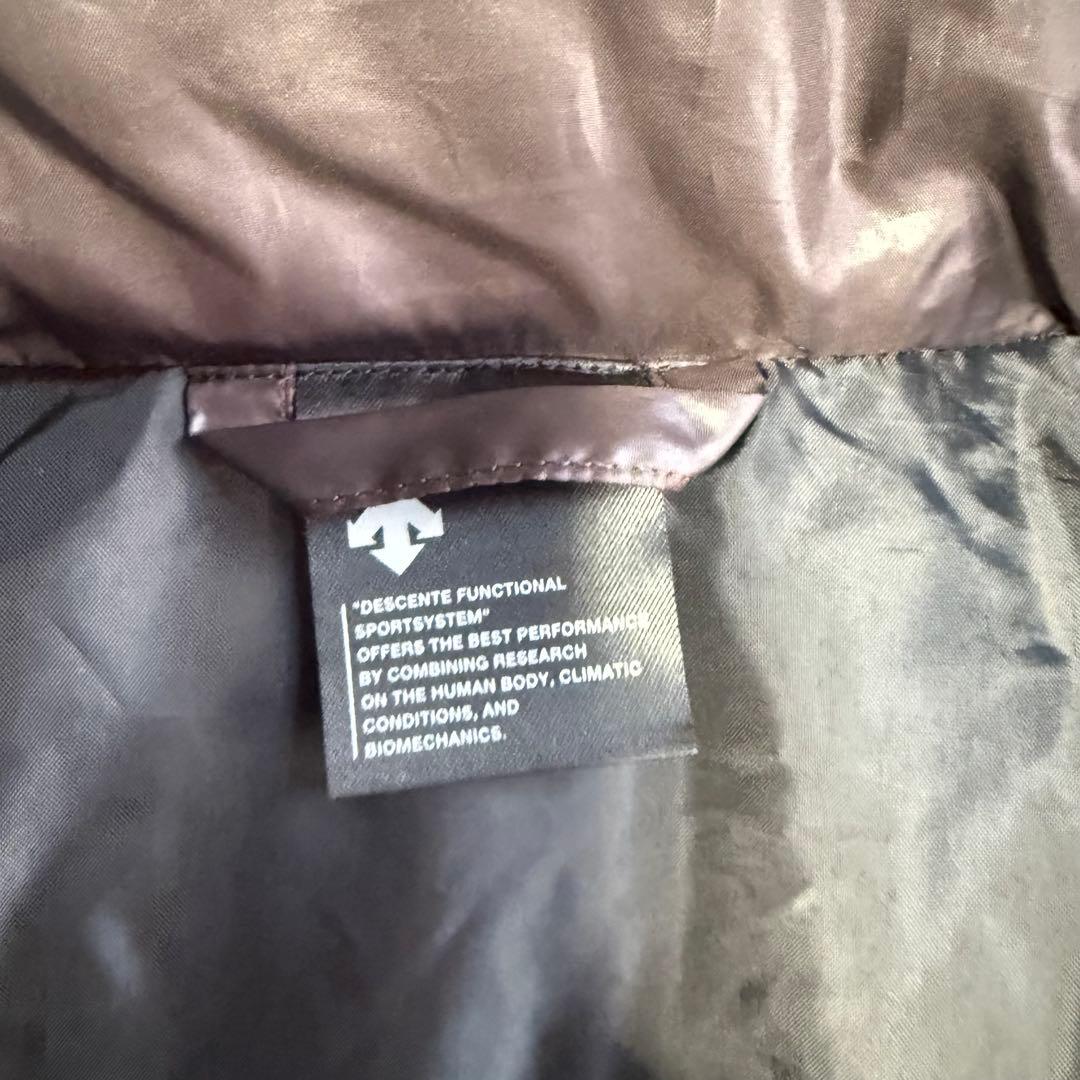 "DESCENTE FUNCTIONAL
SPORTSYSTEM"
OFFERS THE BEST PERFORMANCE
BY COMBINING RESEARCH
ON THE HUMAN BODY, CLIMATIC
CONDITIONS, AND
BIOMECHANICS.